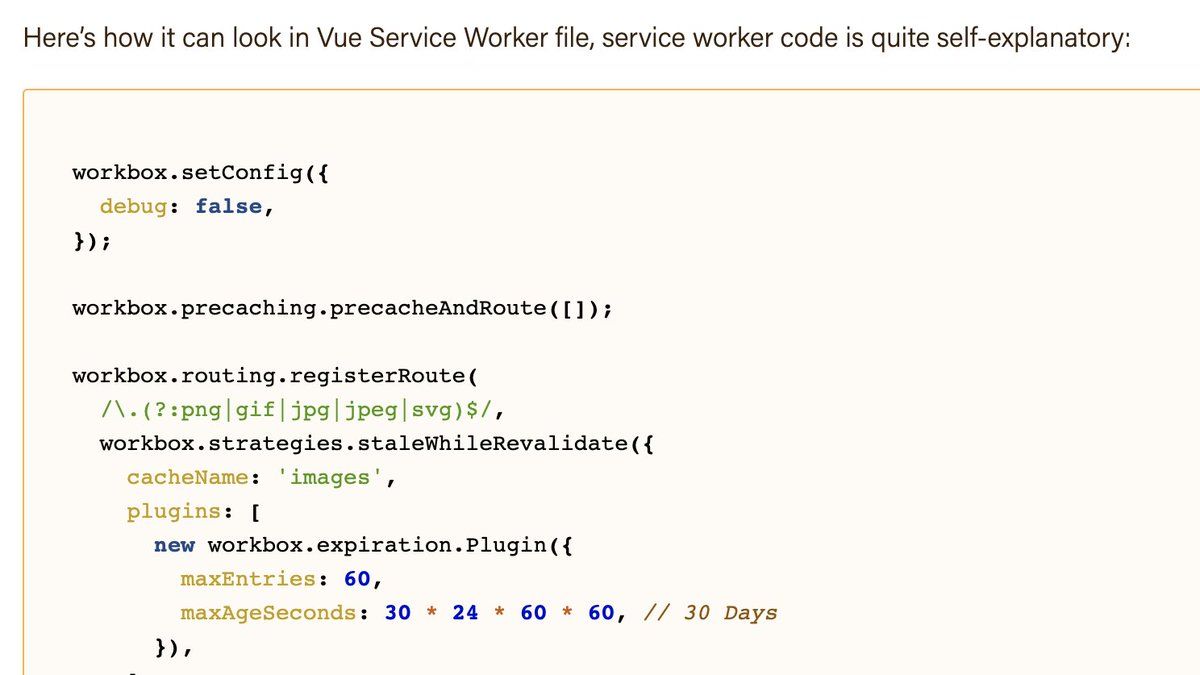 Here’s how it can look in Vue Service Worker file, service worker code is quite self-explanatory:
workbox.setConfig({
debug: false,
});
workbox.precaching.precacheAndRoute([]);
workbox.routing.registerRoute(
/\.(?:png|gif|jpg|jpeg|svg)$/,
workbox.strategies.staleWhileRevalidate({
cacheName: 'images',
plugins: [
new workbox.expiration.Plugin({
maxEntries: 60,
maxAgeSeconds: 30 * 24 * 60 * 60, // 30 Days
}),